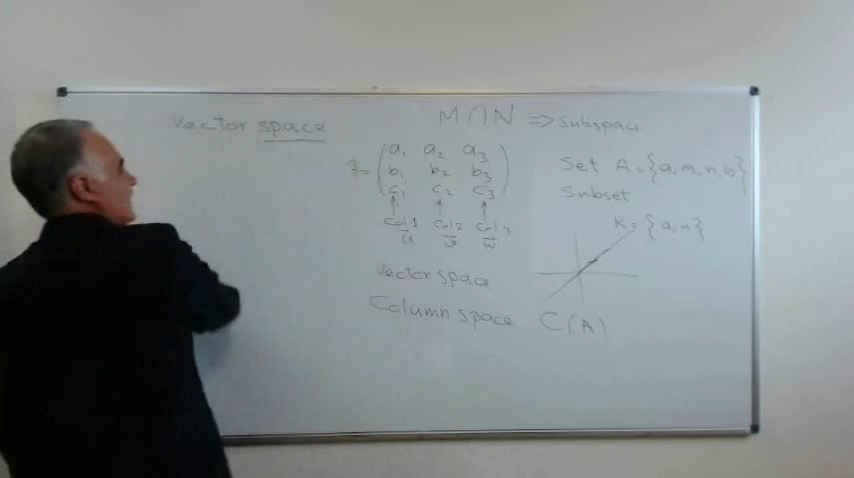 Vector space
M∩N => Subspace
a₁ a₂ a₃
b₁ b₂ b₃
c₁ c₂ c₃
Col 1 Col 2 Col 3
u v w
Set A = {a, m, n, b}
Subset
K = {a, n}
Vector space
Column space C(A)